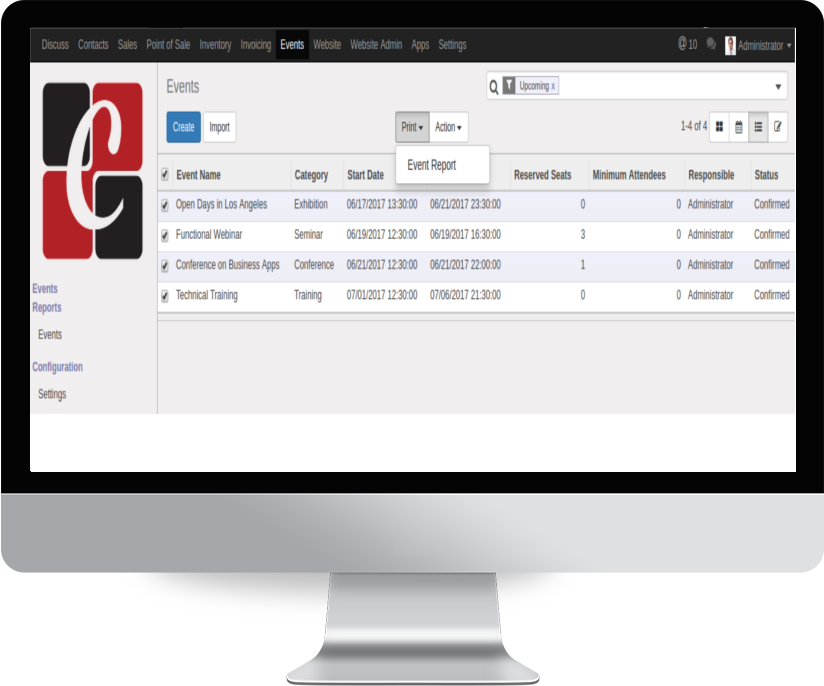 Discuss Contacts Sales Point of Sale Inventory Invoicing Events Website Website Admin Apps Settings @ 10 Administrator
Events Upcoming x
Create Import Print Action 1-4 of 4
Event Report
Event Name Category Start Date Reserved Seats Minimum Attendees Responsible Status
Open Days in Los Angeles Exhibition 06/17/2017 13:30:00 06/21/2017 23:30:00 0 0 Administrator Confirmed
Functional Webinar Seminar 06/19/2017 12:30:00 06/19/2017 16:30:00 3 0 Administrator Confirmed
Conference on Business Apps Conference 06/21/2017 12:30:00 06/21/2017 22:00:00 1 0 Administrator Confirmed
Technical Training Training 07/01/2017 12:30:00 07/06/2017 21:30:00 0 0 Administrator Confirmed
C
Events
Reports
Events
Configuration
Settings